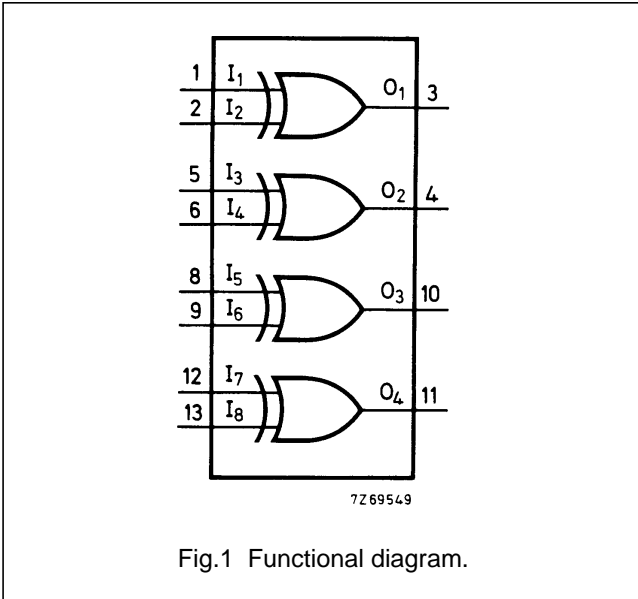 1 I₁ O₁ 3
2 I₂
5 I₃ O₂ 4
6 I₄
8 I₅ O₃ 10
9 I₆
12 I₇ O₄ 11
13 I₈
7Z69549
Fig.1 Functional diagram.